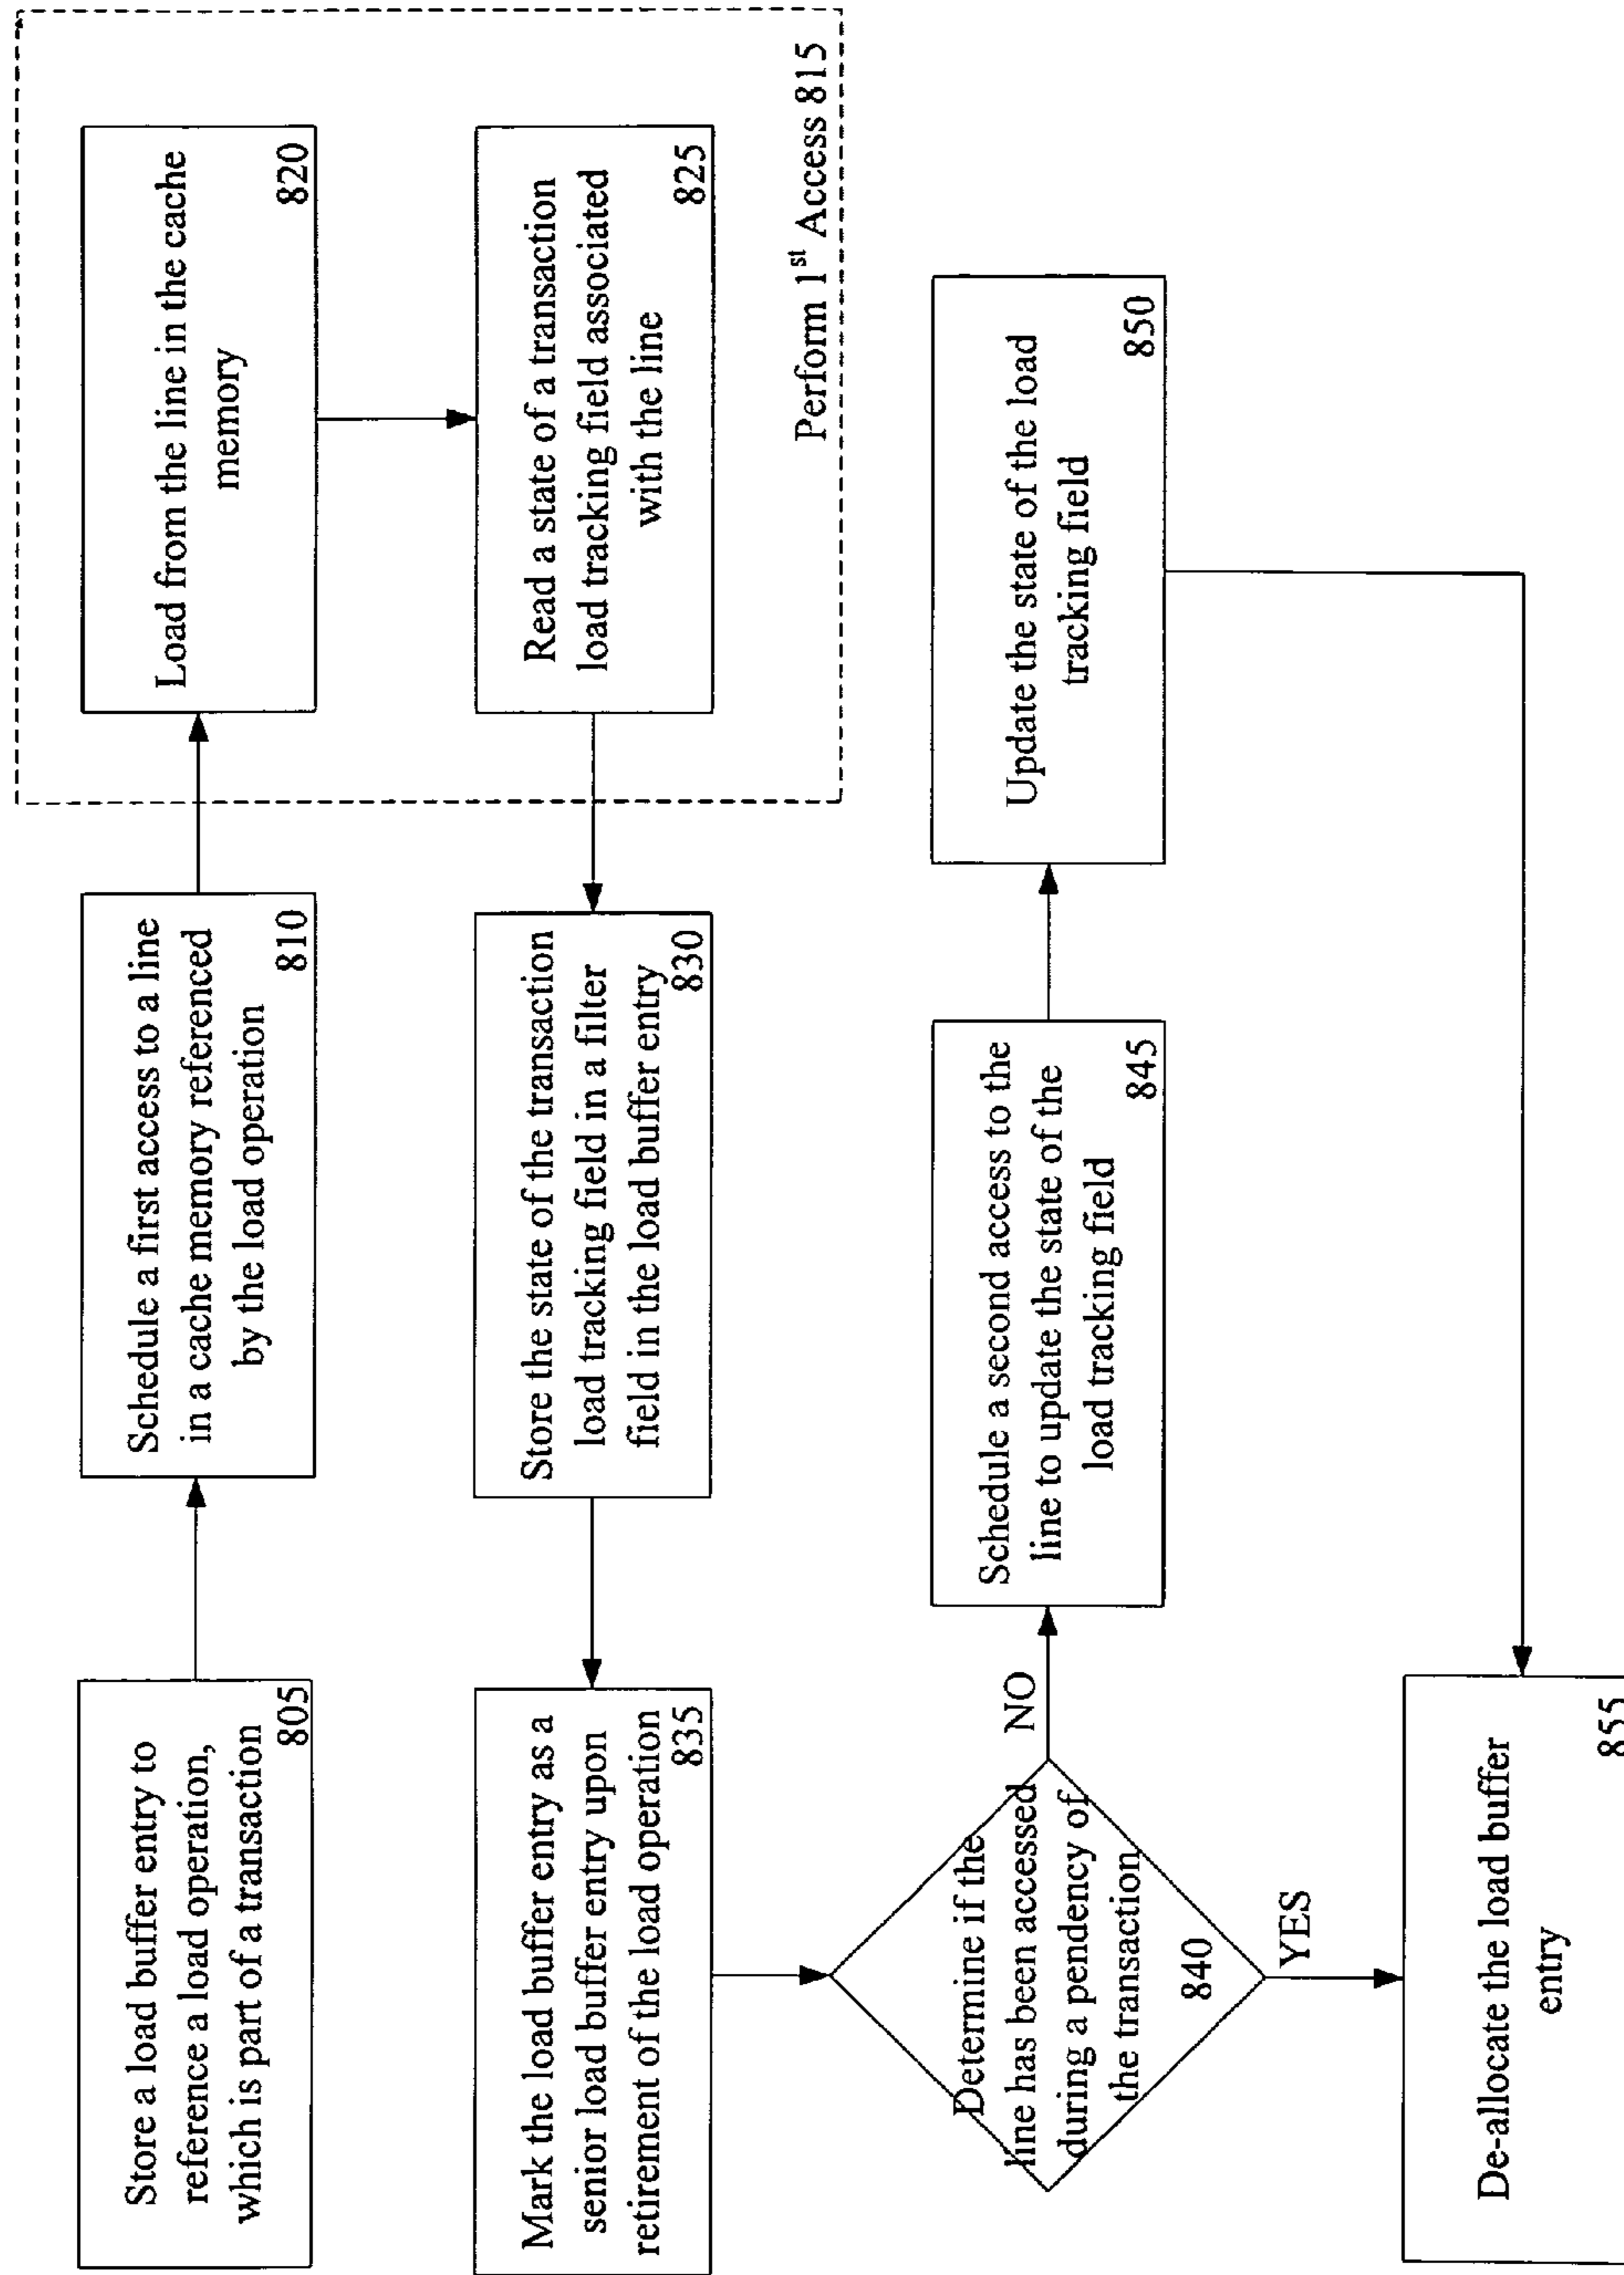 Store a load buffer entry to
reference a load operation,
which is part of a transaction
805
Schedule a first access to a line
in a cache memory referenced
by the load operation
810
Load from the line in the cache
memory
820
Read a state of a transaction
load tracking field associated
with the line
825
Perform 1st Access 815
Store the state of the transaction
load tracking field in a filter
field in the load buffer entry
830
Mark the load buffer entry as a
senior load buffer entry upon
retirement of the load operation
835
Determine if the
line has been accessed
during a pendency of
the transaction
840
NO
YES
Schedule a second access to the
line to update the state of the
load tracking field
845
Update the state of the load
tracking field
850
De-allocate the load buffer
entry
855